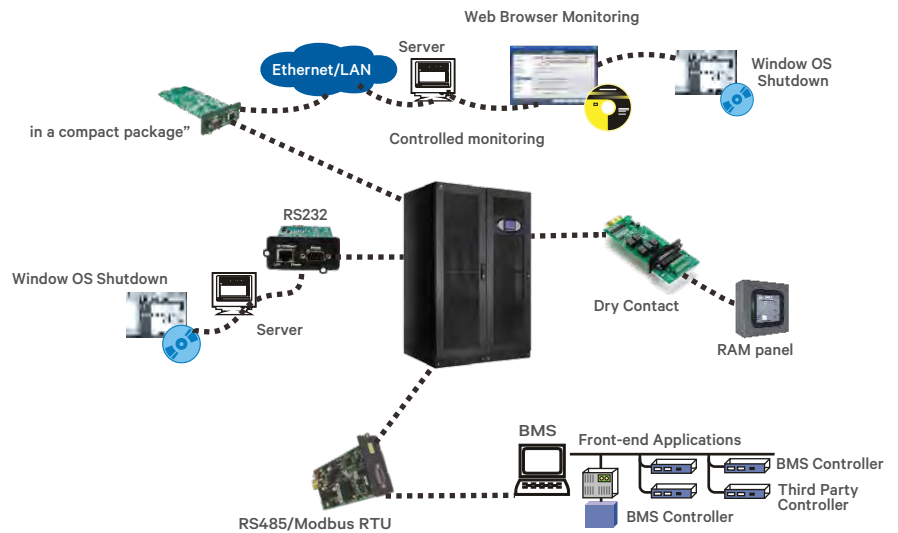 Web Browser Monitoring
Server
Ethernet/LAN
Window OS
Shutdown
in a compact package”
Controlled monitoring
RS232
Window OS Shutdown
Server
Dry Contact
RAM panel
BMS
Front-end Applications
BMS Controller
Third Party
Controller
BMS Controller
RS485/Modbus RTU